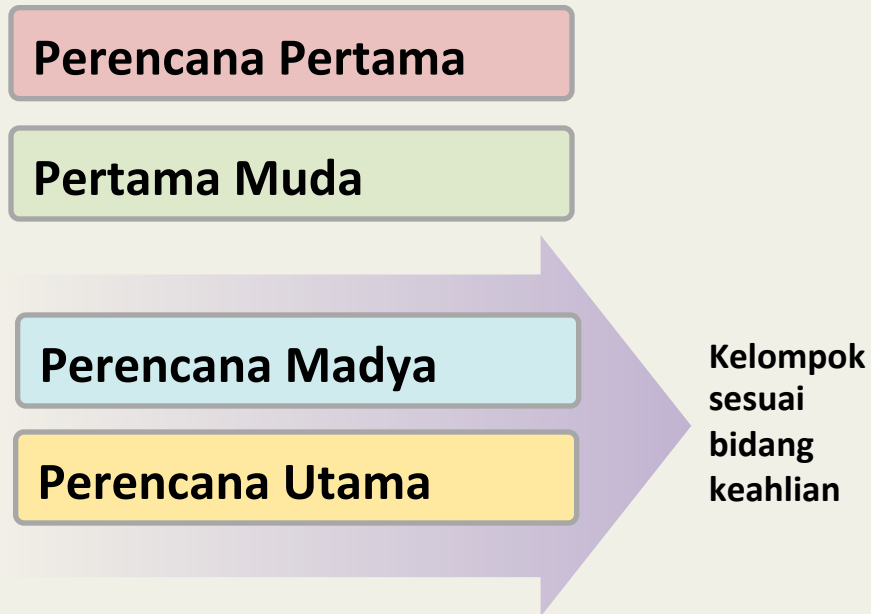 Perencana Pertama
Pertama Muda
Perencana Madya
Perencana Utama
Kelompok
sesuai
bidang
keahlian